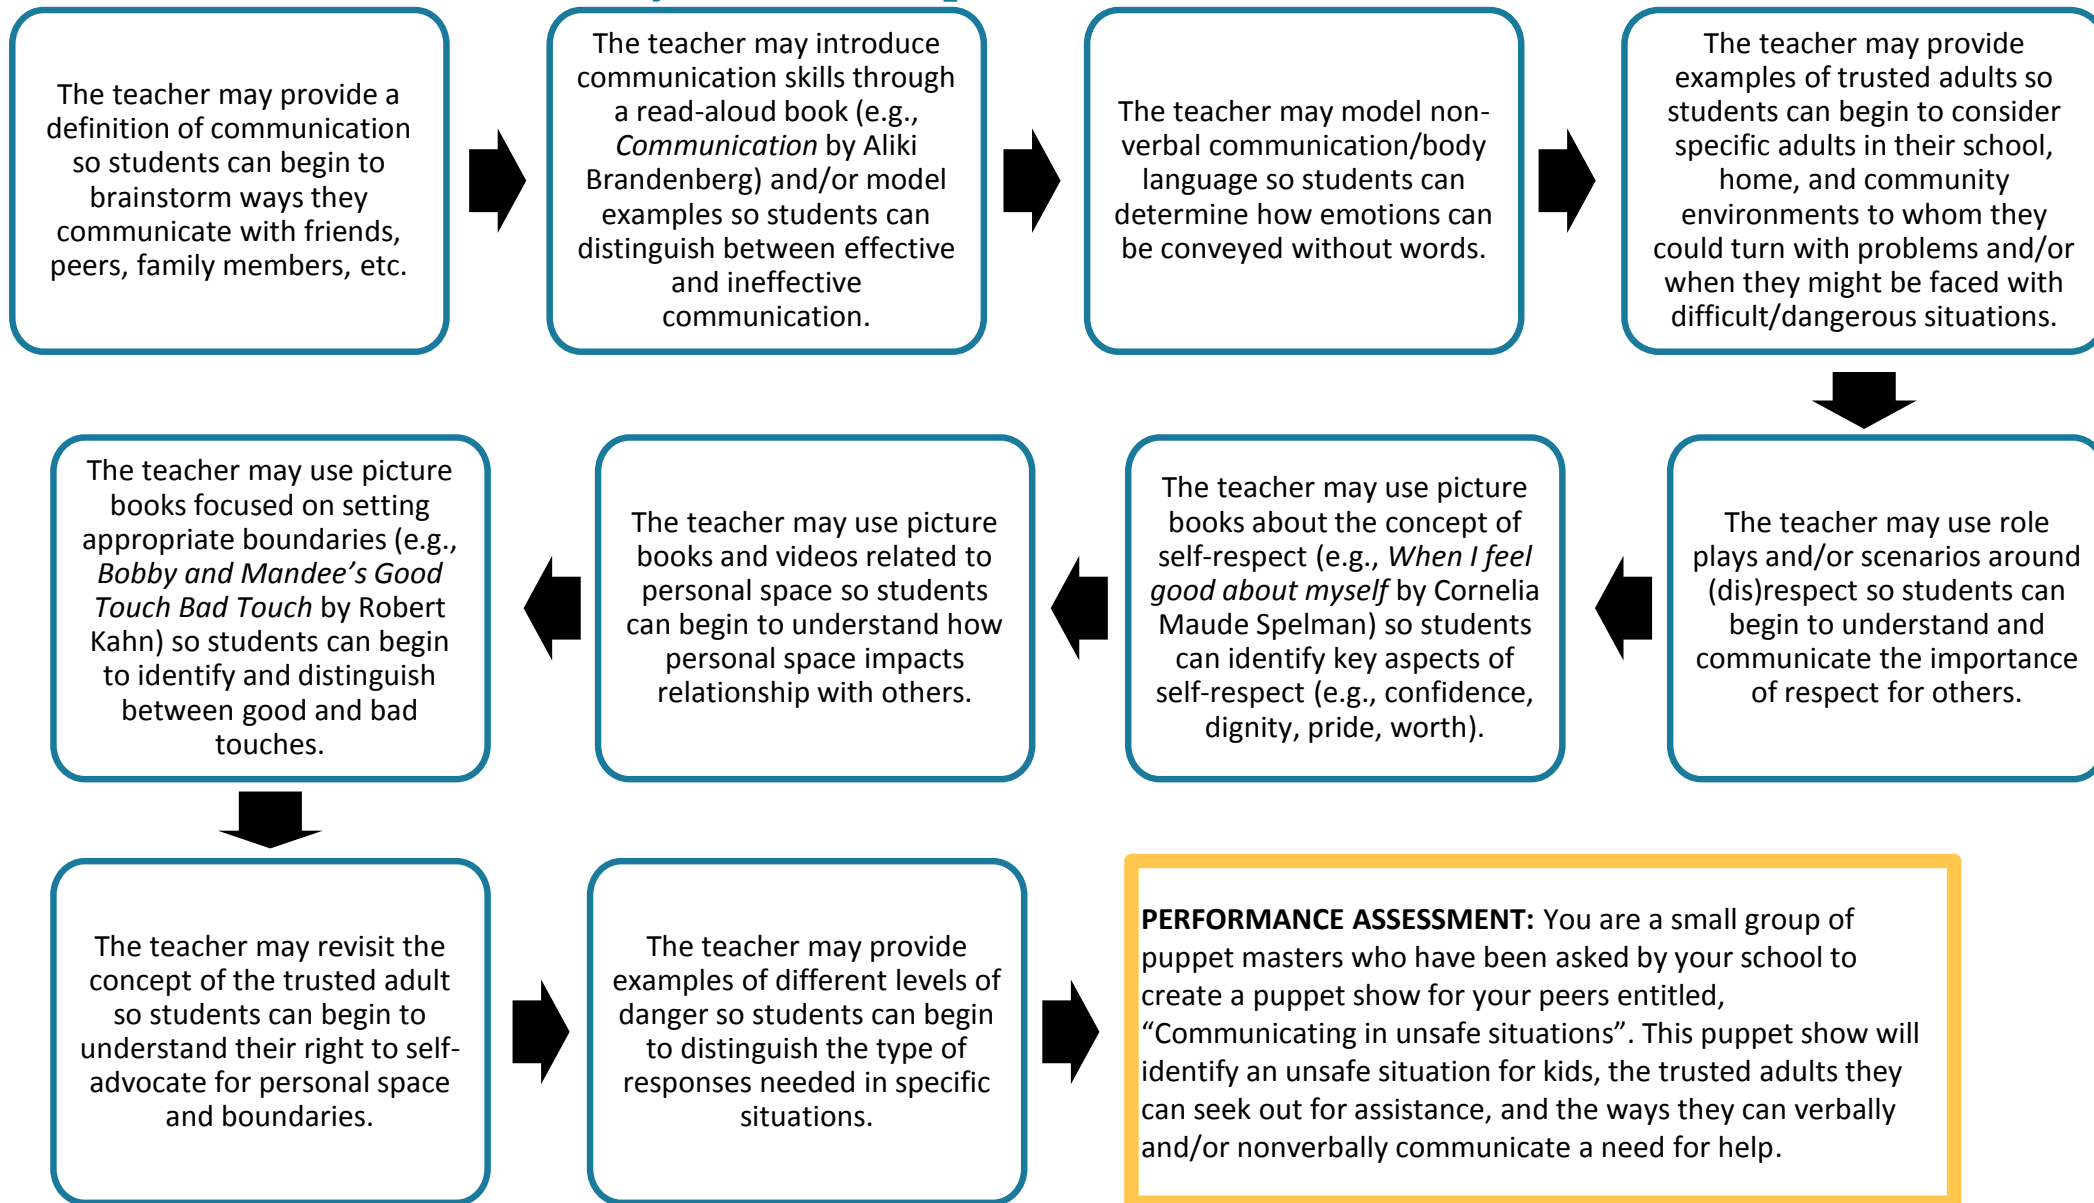 The teacher may provide a
definition of communication
so students can begin to
brainstorm ways they
communicate with friends,
peers, family members, etc.
The teacher may introduce
communication skills through
a read-aloud book (e.g.,
Communication by Aliki
Brandenberg) and/or model
examples so students can
distinguish between effective
and ineffective
communication.
The teacher may model non-
verbal communication/body
language so students can
determine how emotions can
be conveyed without words.
The teacher may provide
examples of trusted adults so
students can begin to consider
specific adults in their school,
home, and community
environments to whom they
could turn with problems and/or
when they might be faced with
difficult/dangerous situations.
The teacher may use role
plays and/or scenarios around
(dis)respect so students can
begin to understand and
communicate the importance
of respect for others.
The teacher may use picture
books about the concept of
self-respect (e.g., When I feel
good about myself by Cornelia
Maude Spelman) so students
can identify key aspects of
self-respect (e.g., confidence,
dignity, pride, worth).
The teacher may use picture
books and videos related to
personal space so students
can begin to understand how
personal space impacts
relationship with others.
The teacher may use picture
books focused on setting
appropriate boundaries (e.g.,
Bobby and Mandee’s Good
Touch Bad Touch by Robert
Kahn) so students can begin
to identify and distinguish
between good and bad
touches.
The teacher may revisit the
concept of the trusted adult
so students can begin to
understand their right to self-
advocate for personal space
and boundaries.
The teacher may provide
examples of different levels of
danger so students can begin
to distinguish the type of
responses needed in specific
situations.
PERFORMANCE ASSESSMENT: You are a small group of
puppet masters who have been asked by your school to
create a puppet show for your peers entitled,
“Communicating in unsafe situations”. This puppet show will
identify an unsafe situation for kids, the trusted adults they
can seek out for assistance, and the ways they can verbally
and/or nonverbally communicate a need for help.